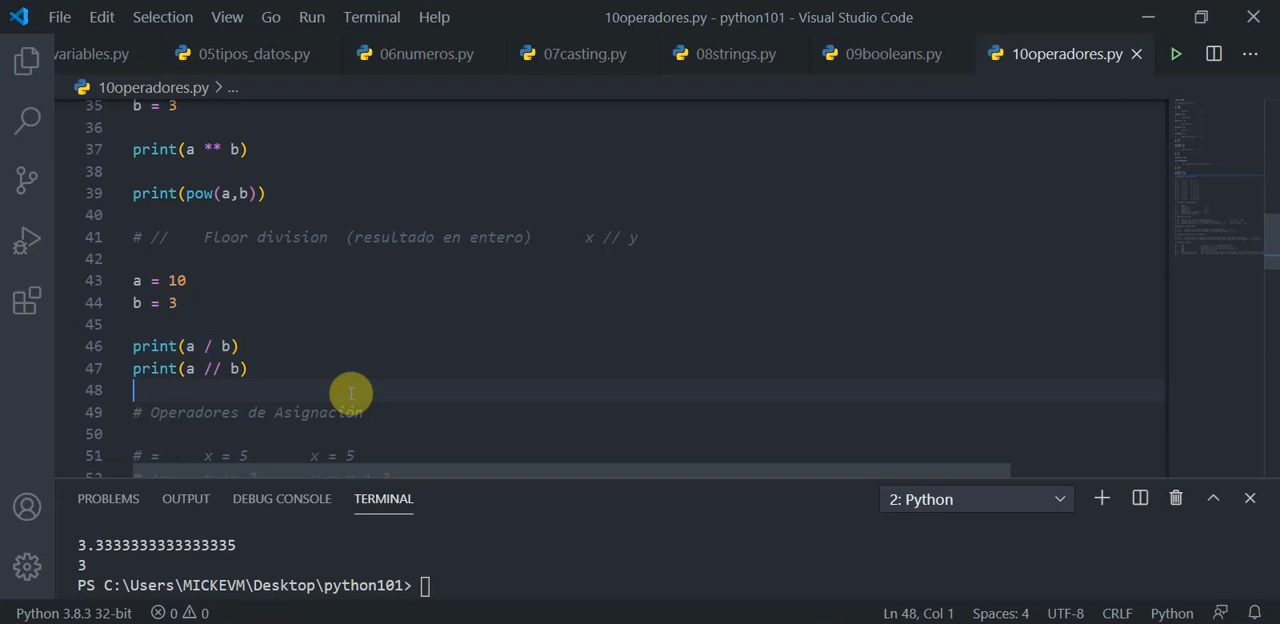 File Edit Selection View Go Run Terminal Help 10operadores.py - python101 - Visual Studio Code
variables.py 05tipos_datos.py 06numeros.py 07casting.py 08strings.py 09booleans.py 10operadores.py
10operadores.py > ...
35 b = 3
36
37 print(a ** b)
38
39 print(pow(a,b))
40
41 # // Floor division (resultado en entero) x // y
42
43 a = 10
44 b = 3
45
46 print(a / b)
47 print(a // b)
48
49 # Operadores de Asignación
50
51 # = x = 5 x = 5
PROBLEMS OUTPUT DEBUG CONSOLE TERMINAL 2: Python
3.3333333333333335
3
PS C:\Users\MICKEVM\Desktop\python101>
Python 3.8.3 32-bit 0 0 Ln 48, Col 1 Spaces: 4 UTF-8 CRLF Python